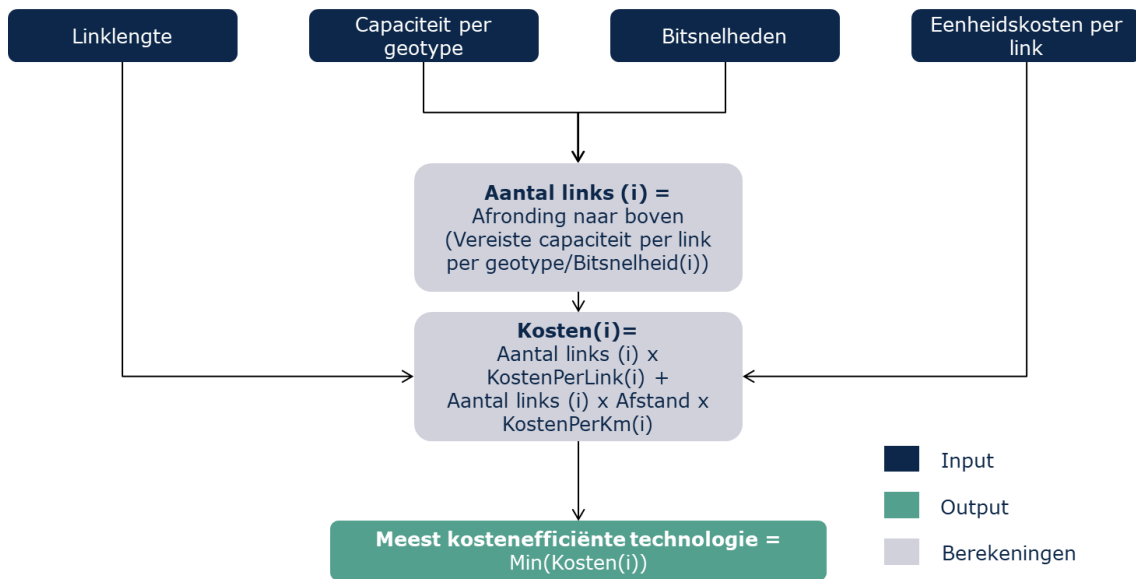 Linklengte
Capaciteit per
geotype
Bitsnelheden
Eenheidskosten per
link
Aantal links (i) =
Afronding naar boven
(Vereiste capaciteit per link
per geotype/Bitsnelheid(i))
Kosten(i)=
Aantal links (i) x
KostenPerLink(i) +
Aantal links (i) x Afstand x
KostenPerKm(i)
Meest kostenefficiënte technologie =
Min(Kosten(i))
Input
Output
Berekeningen